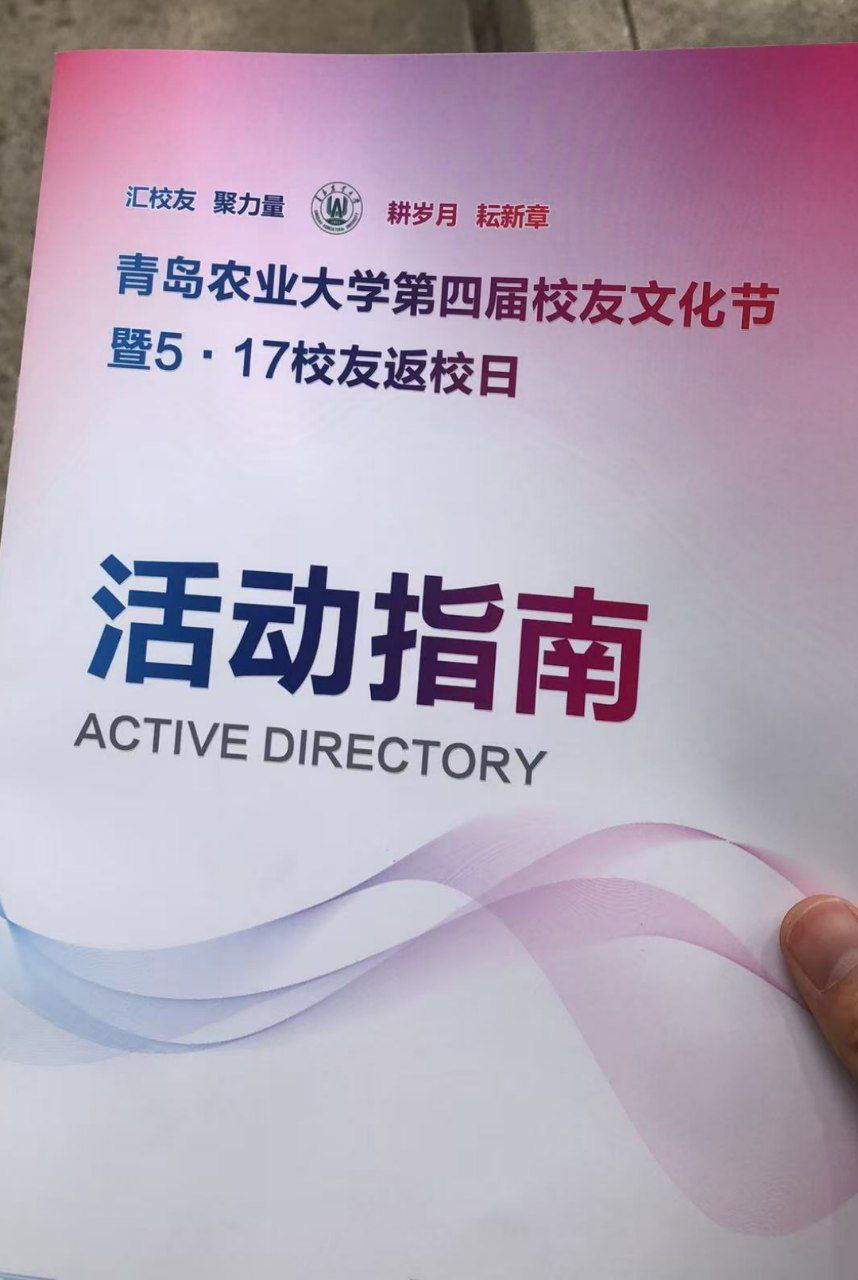 汇校友 聚力量 耕岁月 耘新章
青岛农业大学第四届校友文化节
暨5·17校友返校日
活动指南
ACTIVE DIRECTORY